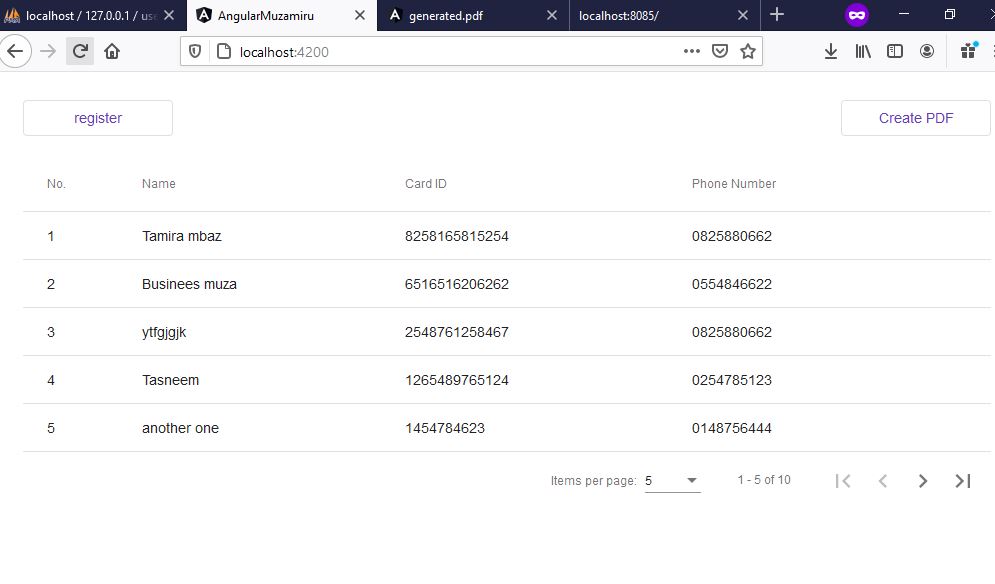 localhost / 127.0.0.1 / use
AngularMuzamiru
generated.pdf
localhost:8085/
localhost:4200
register
Create PDF
No. Name Card ID Phone Number
1 Tamira mbaz 8258165815254 0825880662
2 Businees muza 6516516206262 0554846622
3 ytfgjgjk 2548761258467 0825880662
4 Tasneem 1265489765124 0254785123
5 another one 1454784623 0148756444
Items per page: 5 1 - 5 of 10